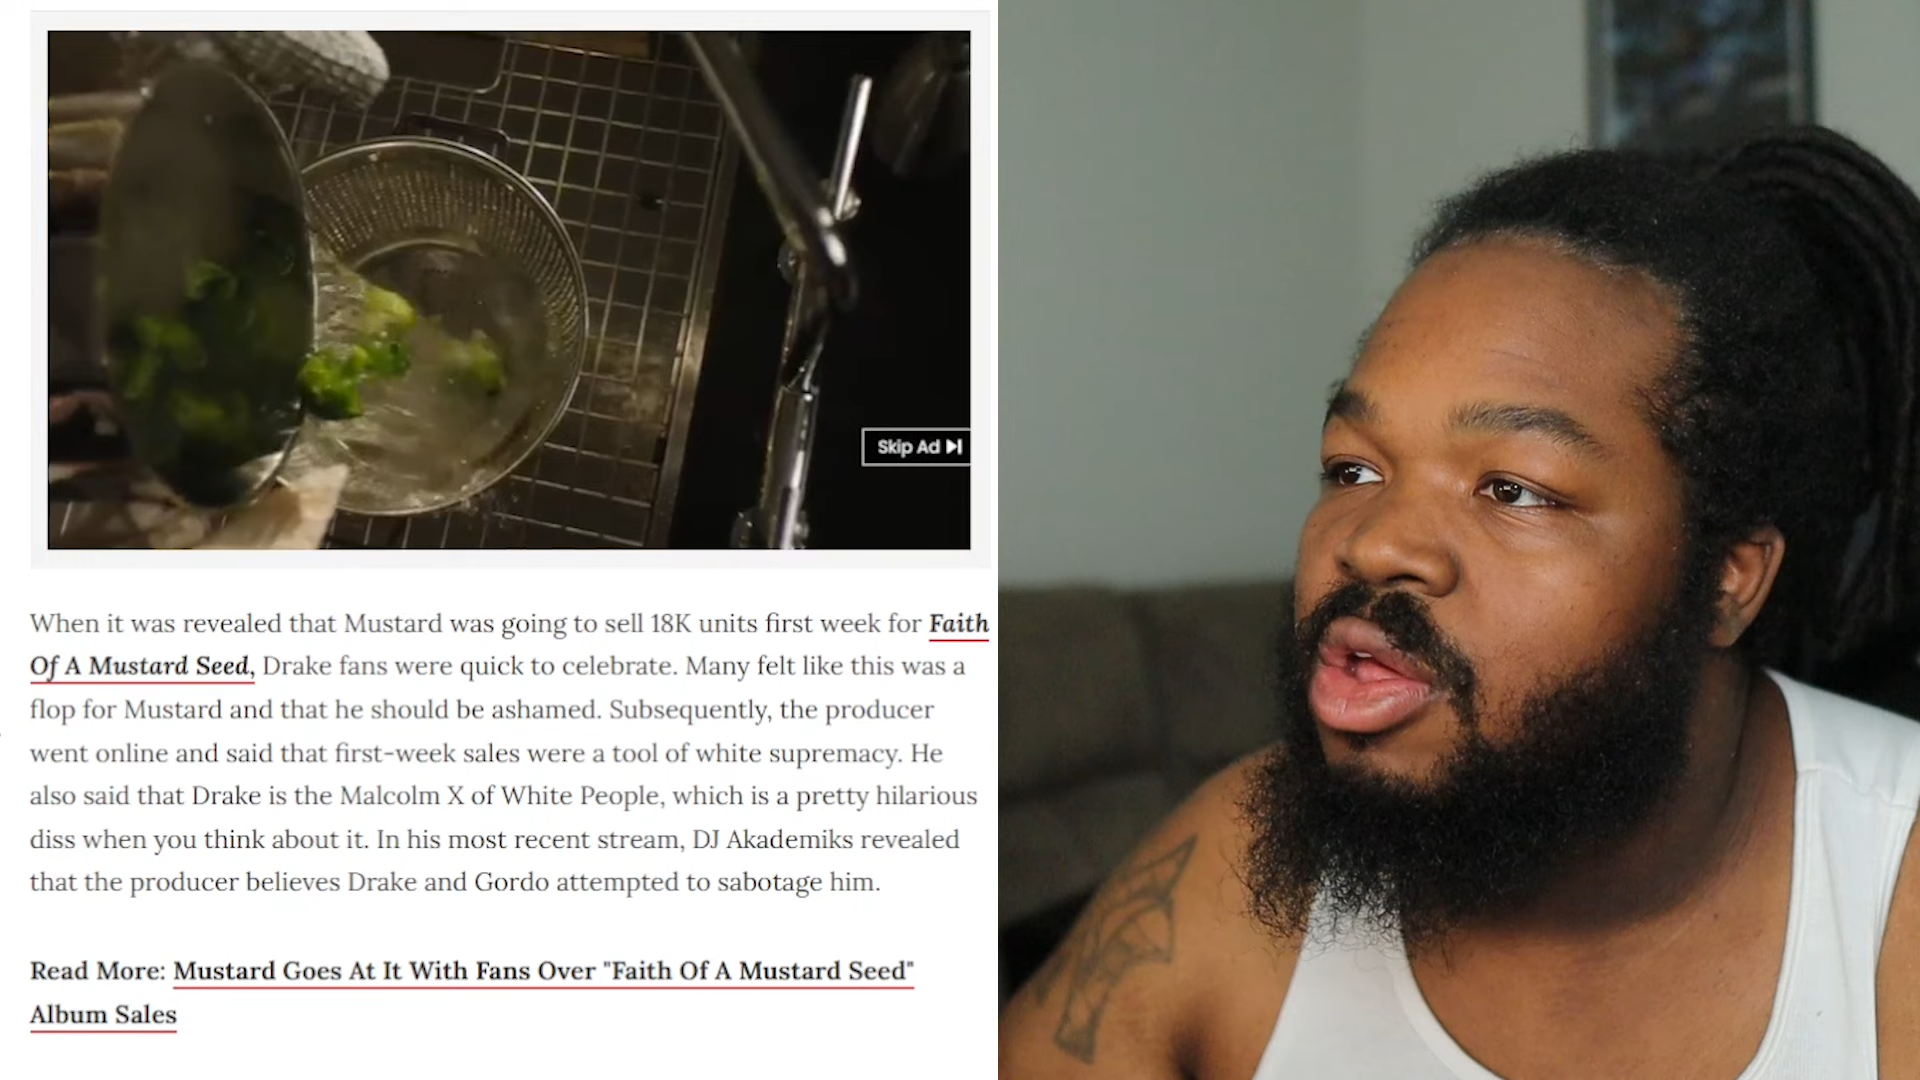 Skip Ad
When it was revealed that Mustard was going to sell 18K units first week for Faith
Of A Mustard Seed, Drake fans were quick to celebrate. Many felt like this was a
flop for Mustard and that he should be ashamed. Subsequently, the producer
went online and said that first-week sales were a tool of white supremacy. He
also said that Drake is the Malcolm X of White People, which is a pretty hilarious
diss when you think about it. In his most recent stream, DJ Akademiks revealed
that the producer believes Drake and Gordo attempted to sabotage him.
Read More: Mustard Goes At It With Fans Over "Faith Of A Mustard Seed"
Album Sales